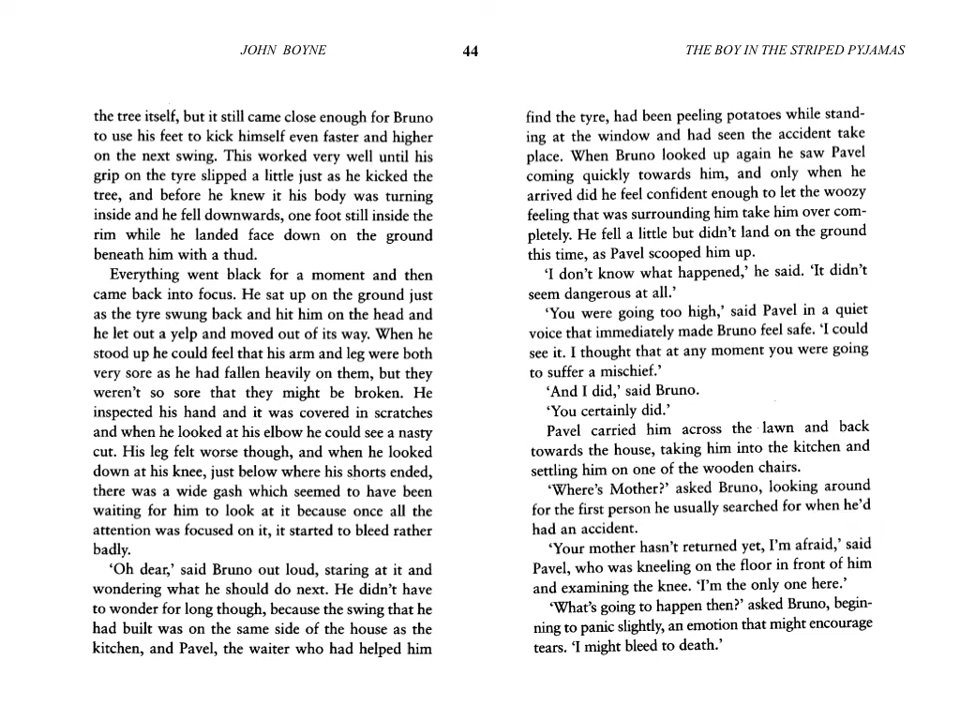 JOHN BOYNE
44
THE BOY IN THE STRIPED PYJAMAS
the tree itself, but it still came close enough for Bruno
to use his feet to kick himself even faster and higher
on the next swing. This worked very well until his
grip on the tyre slipped a little just as he kicked the
tree, and before he knew it his body was turning
inside and he fell downwards, one foot still inside the
rim while he landed face down on the ground
beneath him with a thud.
Everything went black for a moment and then
came back into focus. He sat up on the ground just
as the tyre swung back and hit him on the head and
he let out a yelp and moved out of its way. When he
stood up he could feel that his arm and leg were both
very sore as he had fallen heavily on them, but they
weren't so sore that they might be broken. He
inspected his hand and it was covered in scratches
and when he looked at his elbow he could see a nasty
cut. His leg felt worse though, and when he looked
down at his knee, just below where his shorts ended,
there was a wide gash which seemed to have been
waiting for him to look at it because once all the
attention was focused on it, it started to bleed rather
badly.
‘Oh dear,’ said Bruno out loud, staring at it and
wondering what he should do next. He didn't have
to wonder for long though, because the swing that he
had built was on the same side of the house as the
kitchen, and Pavel, the waiter who had helped him
find the tyre, had been peeling potatoes while stand-
ing at the window and had seen the accident take
place. When Bruno looked up again he saw Pavel
coming quickly towards him, and only when he
arrived did he feel confident enough to let the woozy
feeling that was surrounding him take him over com-
pletely. He fell a little but didn't land on the ground
this time, as Pavel scooped him up.
‘I don't know what happened,’ he said. ‘It didn't
seem dangerous at all.’
‘You were going too high,’ said Pavel in a quiet
voice that immediately made Bruno feel safe. ‘I could
see it. I thought that at any moment you were going
to suffer a mischief.’
‘And I did,’ said Bruno.
‘You certainly did.’
Pavel carried him across the lawn and back
towards the house, taking him into the kitchen and
settling him on one of the wooden chairs.
‘Where's Mother?’ asked Bruno, looking around
for the first person he usually searched for when he'd
had an accident.
‘Your mother hasn't returned yet, I'm afraid,’ said
Pavel, who was kneeling on the floor in front of him
and examining the knee. ‘I'm the only one here.’
‘What's going to happen then?’ asked Bruno, begin-
ning to panic slightly, an emotion that might encourage
tears. ‘I might bleed to death.’